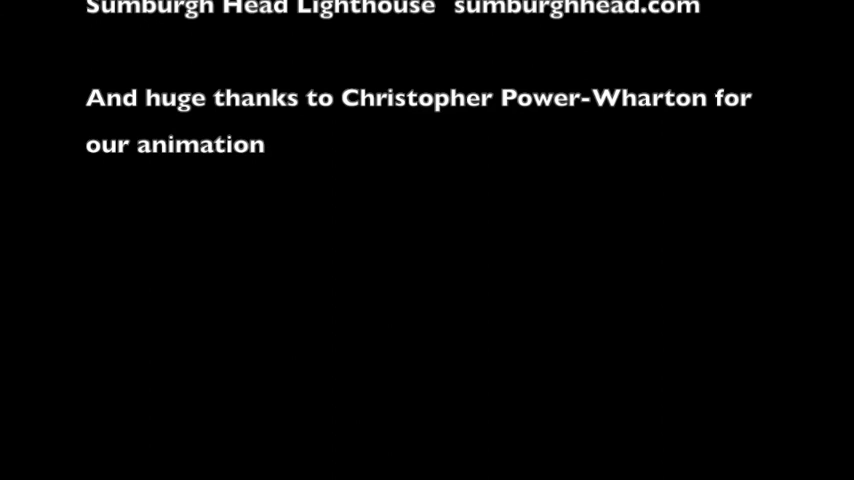 Sumburgh Head Lighthouse sumburghhead.com
And huge thanks to Christopher Power-Wharton for
our animation